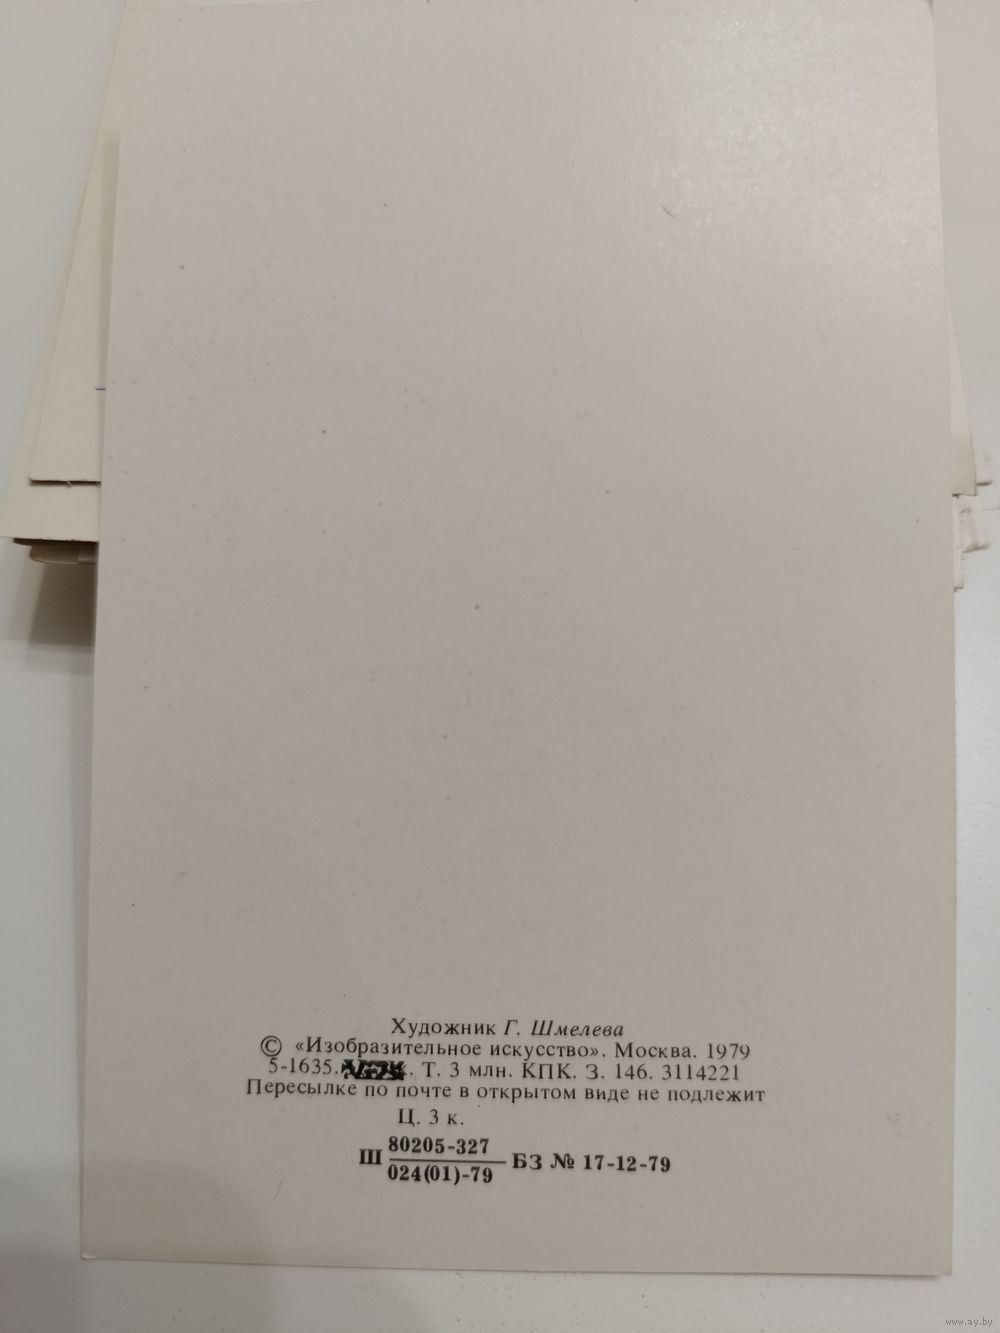 Художник Г. Шмелева
© «Изобразительное искусство». Москва. 1979
5-1635. Т. 3 млн. КПК. З. 146. 3114221
Пересылке по почте в открытом виде не подлежит
Ц. 3 к.
Ш 80205-327
024(01)-79 БЗ № 17-12-79
www.ay.by